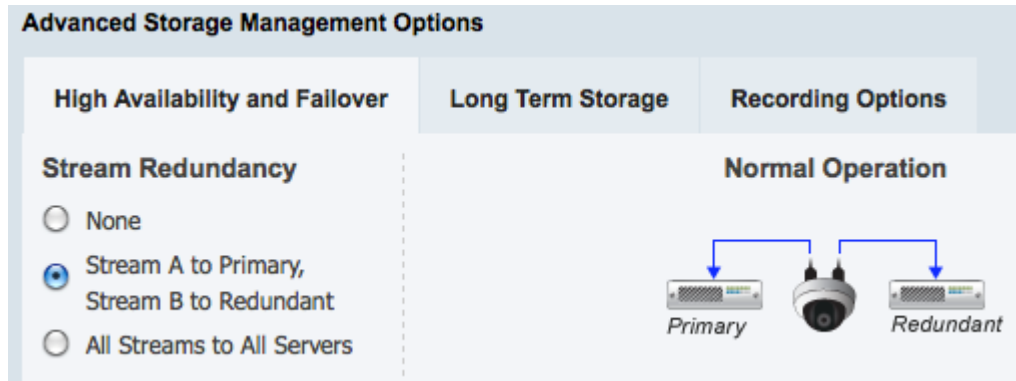 Advanced Storage Management Options
High Availability and Failover
Long Term Storage
Recording Options
Stream Redundancy
Normal Operation
None
Stream A to Primary,
Stream B to Redundant
All Streams to All Servers
Primary
Redundant